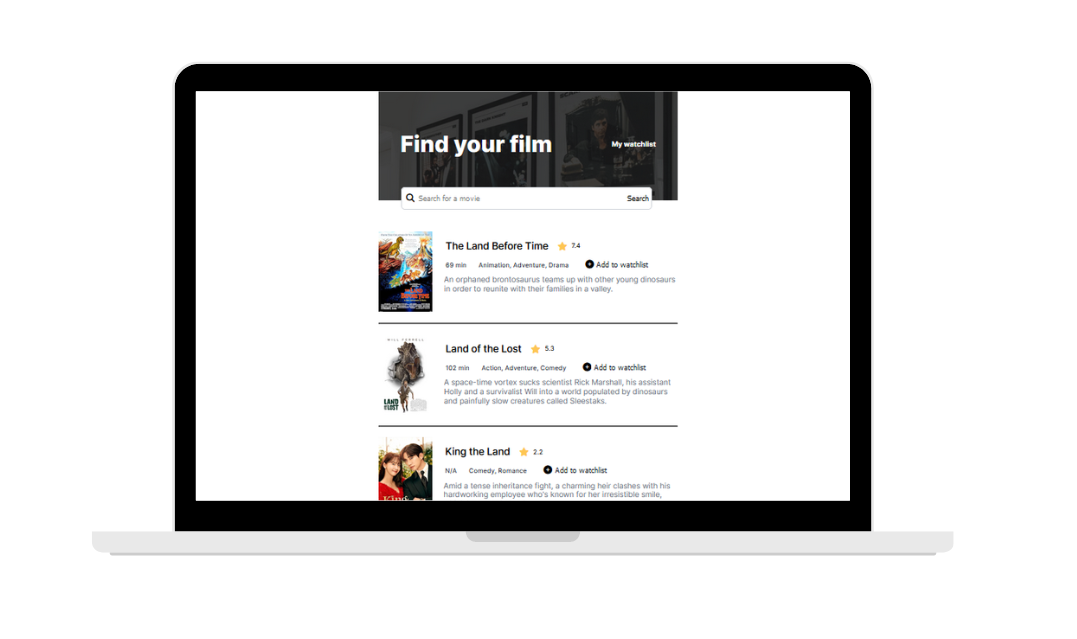 Find your film
My watchlist
Search for a movie
Search
The Land Before Time
7.4
69 min
Animation, Adventure, Drama
Add to watchlist
An orphaned brontosaurus teams up with other young dinosaurs
in order to reunite with their families in a valley.
WILL FERRELL
LAND
LOST
Land of the Lost
5.3
102 min
Action, Adventure, Comedy
Add to watchlist
A space-time vortex sucks scientist Rick Marshall, his assistant
Holly and a survivalist Will into a world populated by dinosaurs
and painfully slow creatures called Sleestaks.
King the Land
2.2
N/A
Comedy, Romance
Add to watchlist
Amid a tense inheritance fight, a charming heir clashes with his
hardworking employee who's known for her irresistible smile,